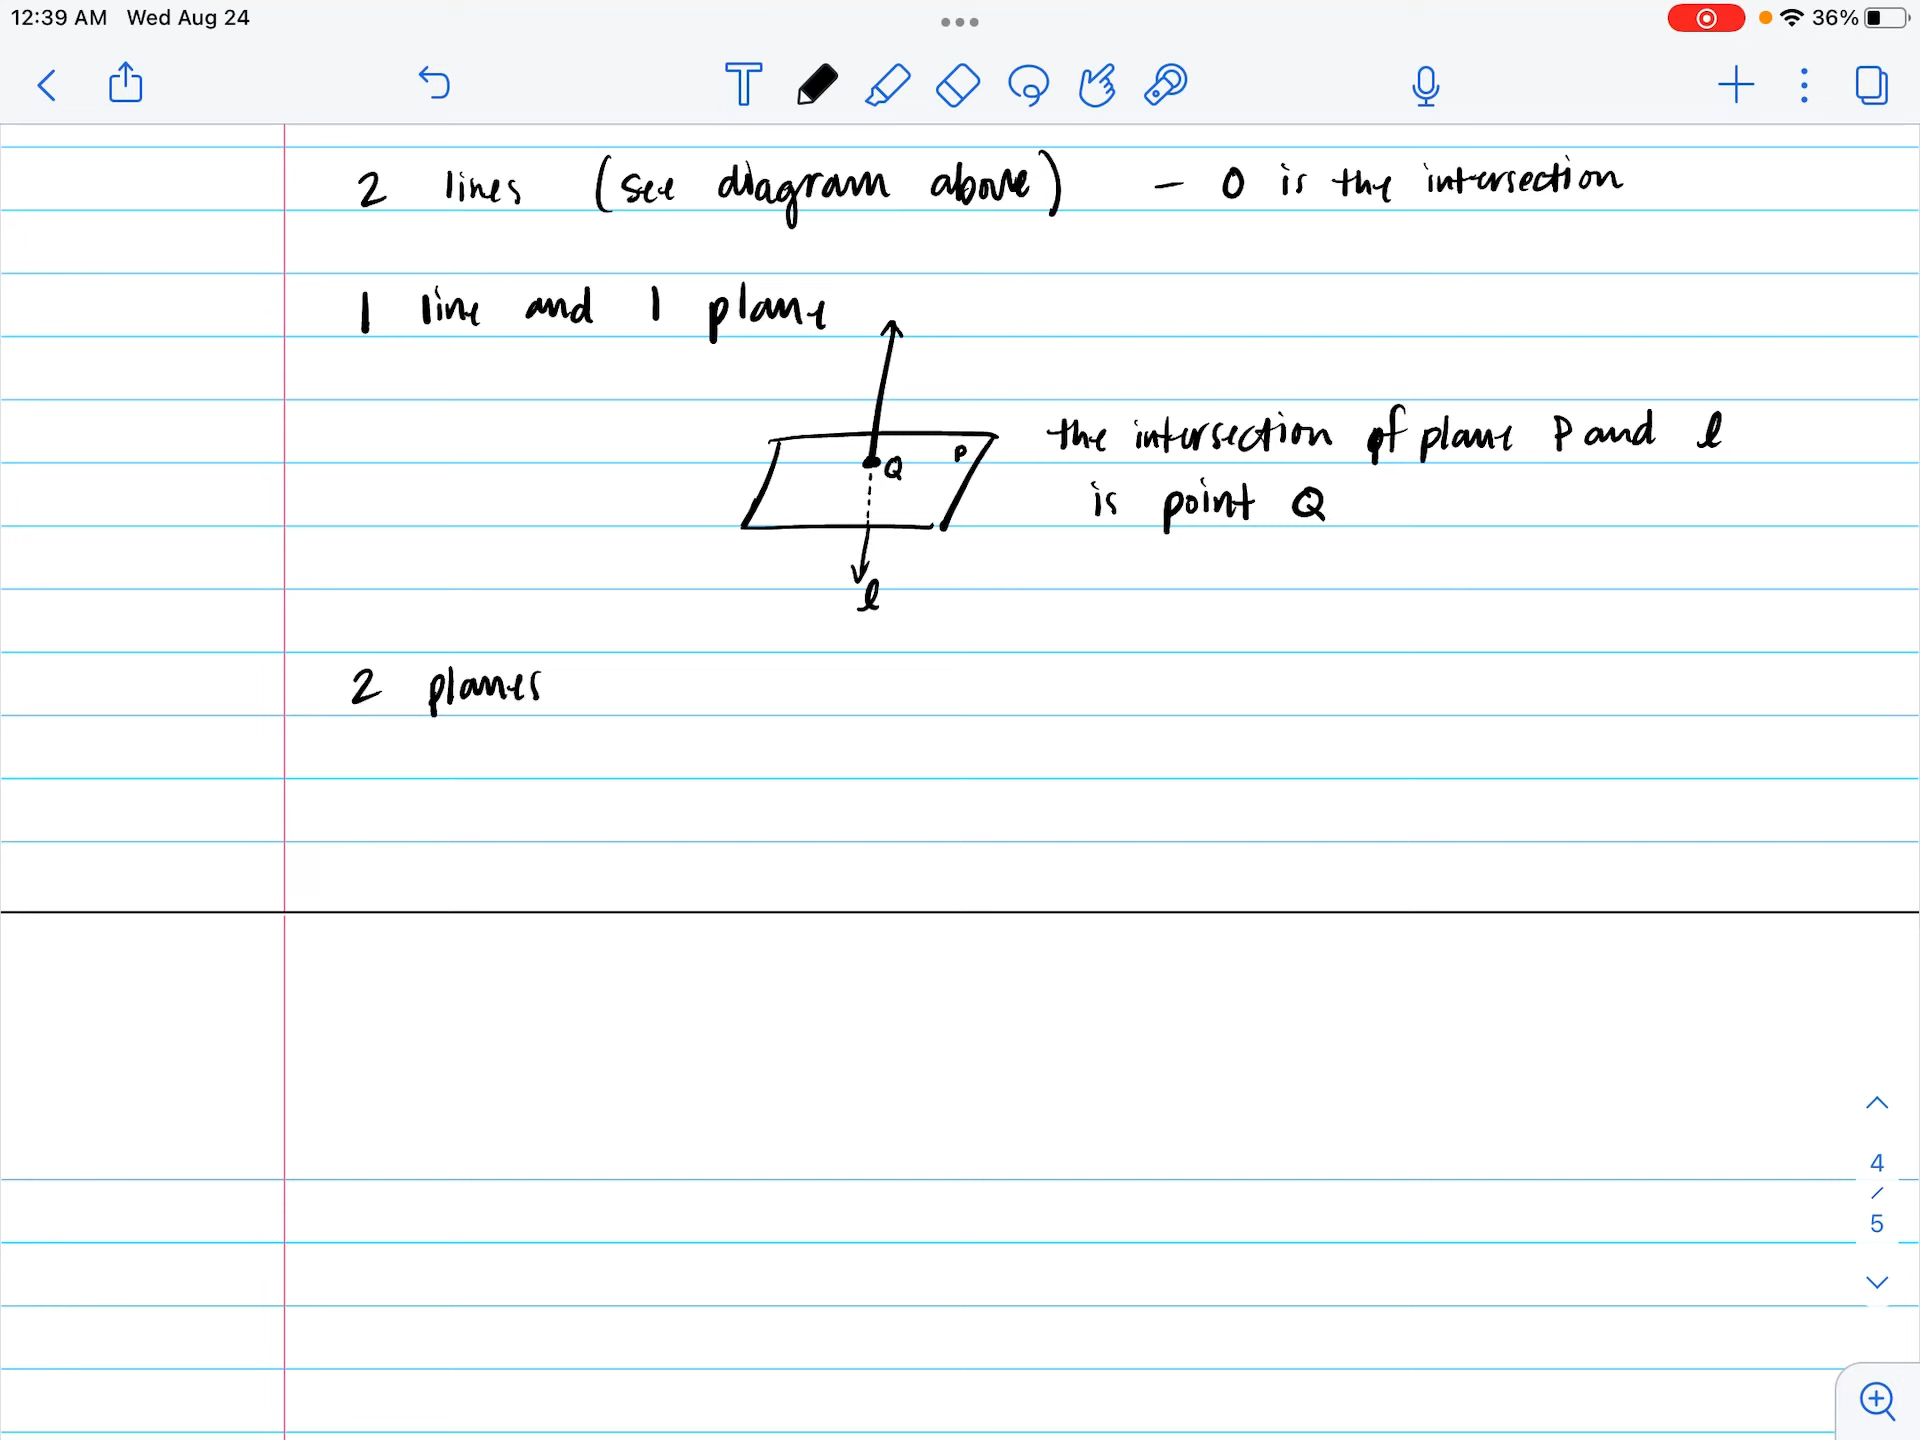 12:39 AM Wed Aug 24
36%
T
2 lines (see diagram above) - O is the intersection
1 line and 1 plane
the intersection of plane P and l
P
Q
is point Q
l
2 planes
4
/
5